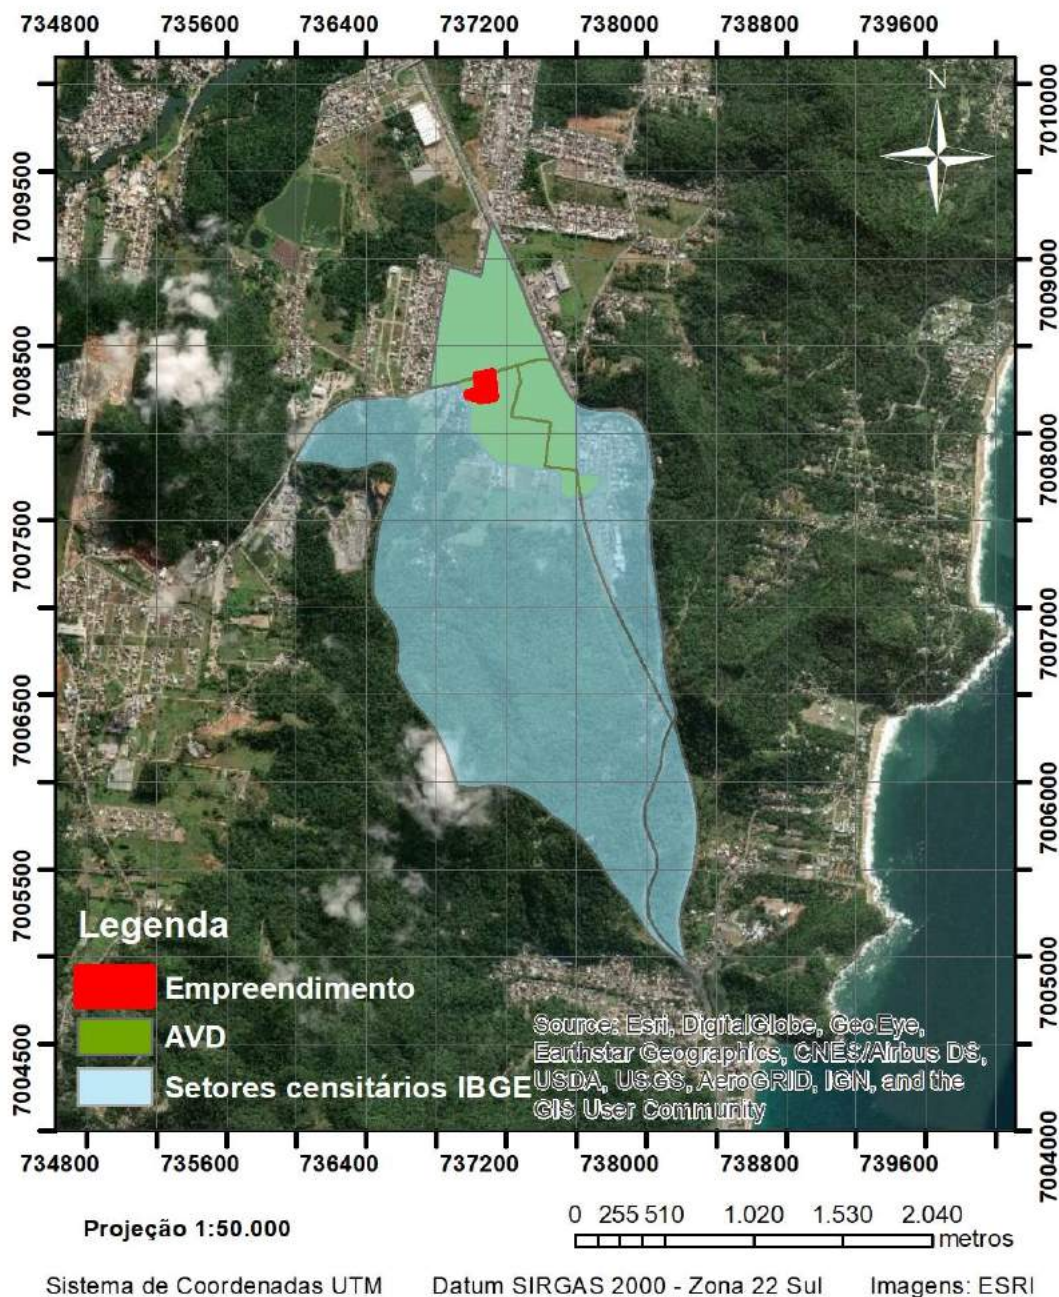 734800 735600 736400 737200 738000 738800 739600
N
7010000
7009500
7009000
7008500
7008000
7007500
7007000
7006500
7006000
7005500
7005000
7004500
7004000
Legenda
Empreendimento
AVD
Setores censitários IBGE
Source: Esri, DigitalGlobe, GeoEye,
Earthstar Geographics, CNES/Airbus DS,
USDA, USGS, AeroGRID, IGN, and the
GIS User Community
734800 735600 736400 737200 738000 738800 739600
Projeção 1:50.000
0 255 510 1.020 1.530 2.040
metros
Sistema de Coordenadas UTM Datum SIRGAS 2000 - Zona 22 Sul Imagens: ESRI